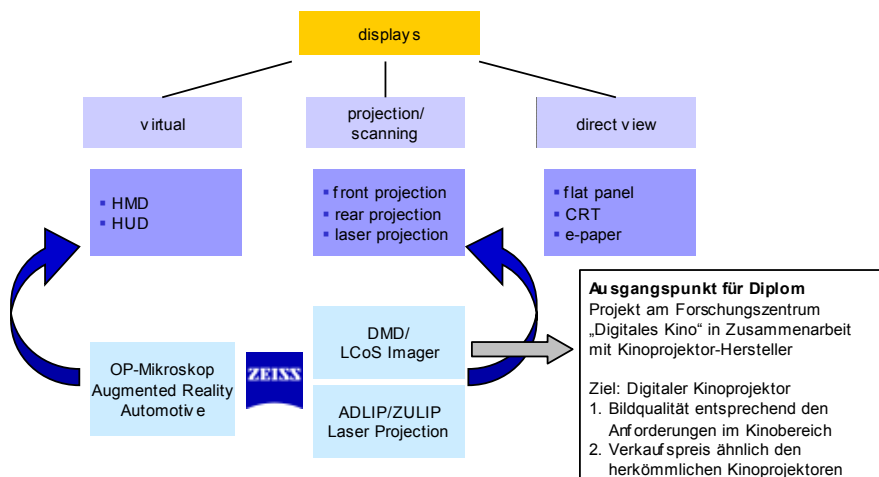 displays
virtual
projection/
scanning
direct view
▪ HMD
▪ HUD
▪ front projection
▪ rear projection
▪ laser projection
▪ flat panel
▪ CRT
▪ e-paper
OP-Mikroskop
Augmented Reality
Automotive
ZEISS
DMD/
LCoS Imager
ADLIP/ZULIP
Laser Projection
Ausgangspunkt für Diplom
Projekt am Forschungszentrum
„Digitales Kino“ in Zusammenarbeit
mit Kinoprojektor-Hersteller
Ziel: Digitaler Kinoprojektor
1. Bildqualität entsprechend den
Anforderungen im Kinobereich
2. Verkaufspreis ähnlich den
herkömmlichen Kinoprojektoren